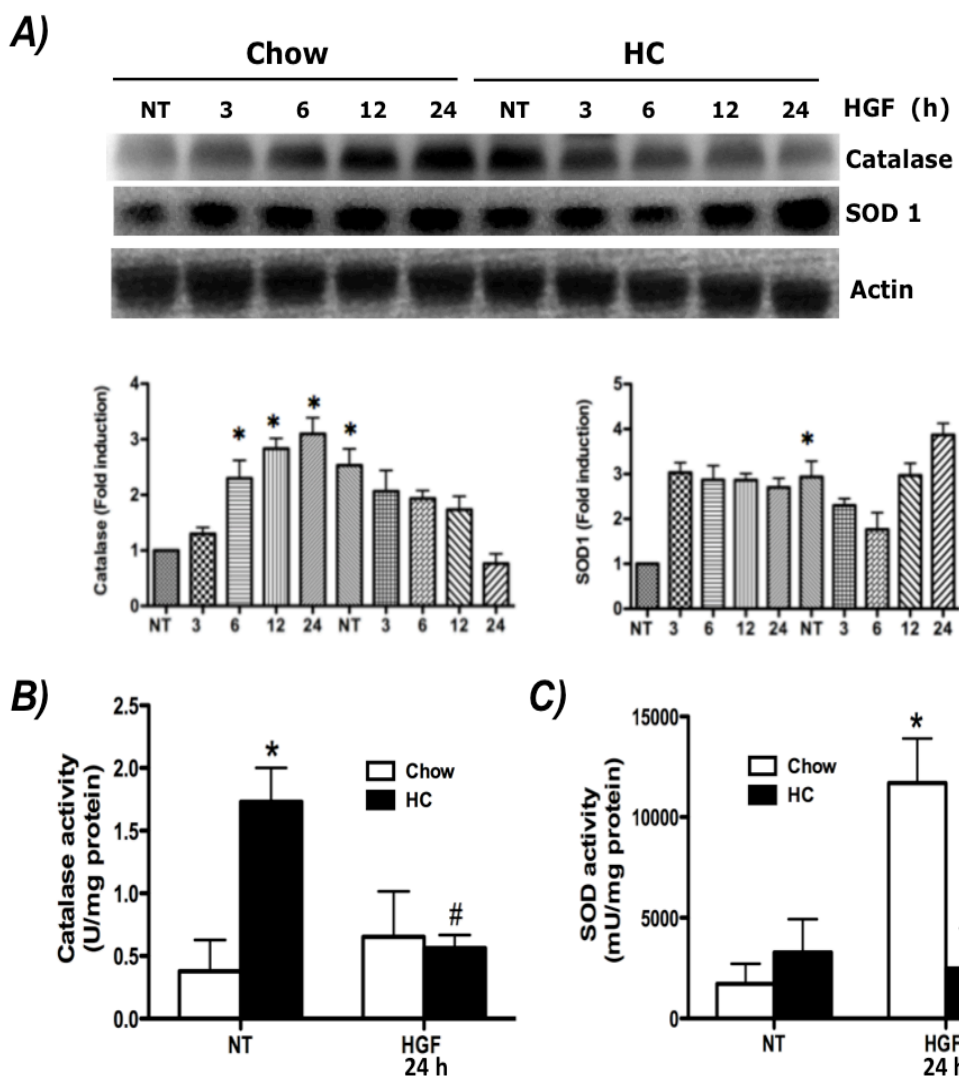 A)
Chow HC
NT 3 6 12 24 NT 3 6 12 24 HGF (h)
Catalase
SOD 1
Actin
Catalase (Fold induction)
4
3
2
1
0
* * * *
NT 3 6 12 24 NT 3 6 12 24
SOD1 (Fold induction)
5
4
3
2
1
0
*
NT 3 6 12 24 NT 3 6 12 24
B)
Catalase activity
(U/mg protein)
2.5
2.0
1.5
1.0
0.5
0.0
*
#
Chow
HC
NT HGF
24 h
C)
SOD activity
(mU/mg protein)
15000
10000
5000
0
*
Chow
HC
NT HGF
24 h